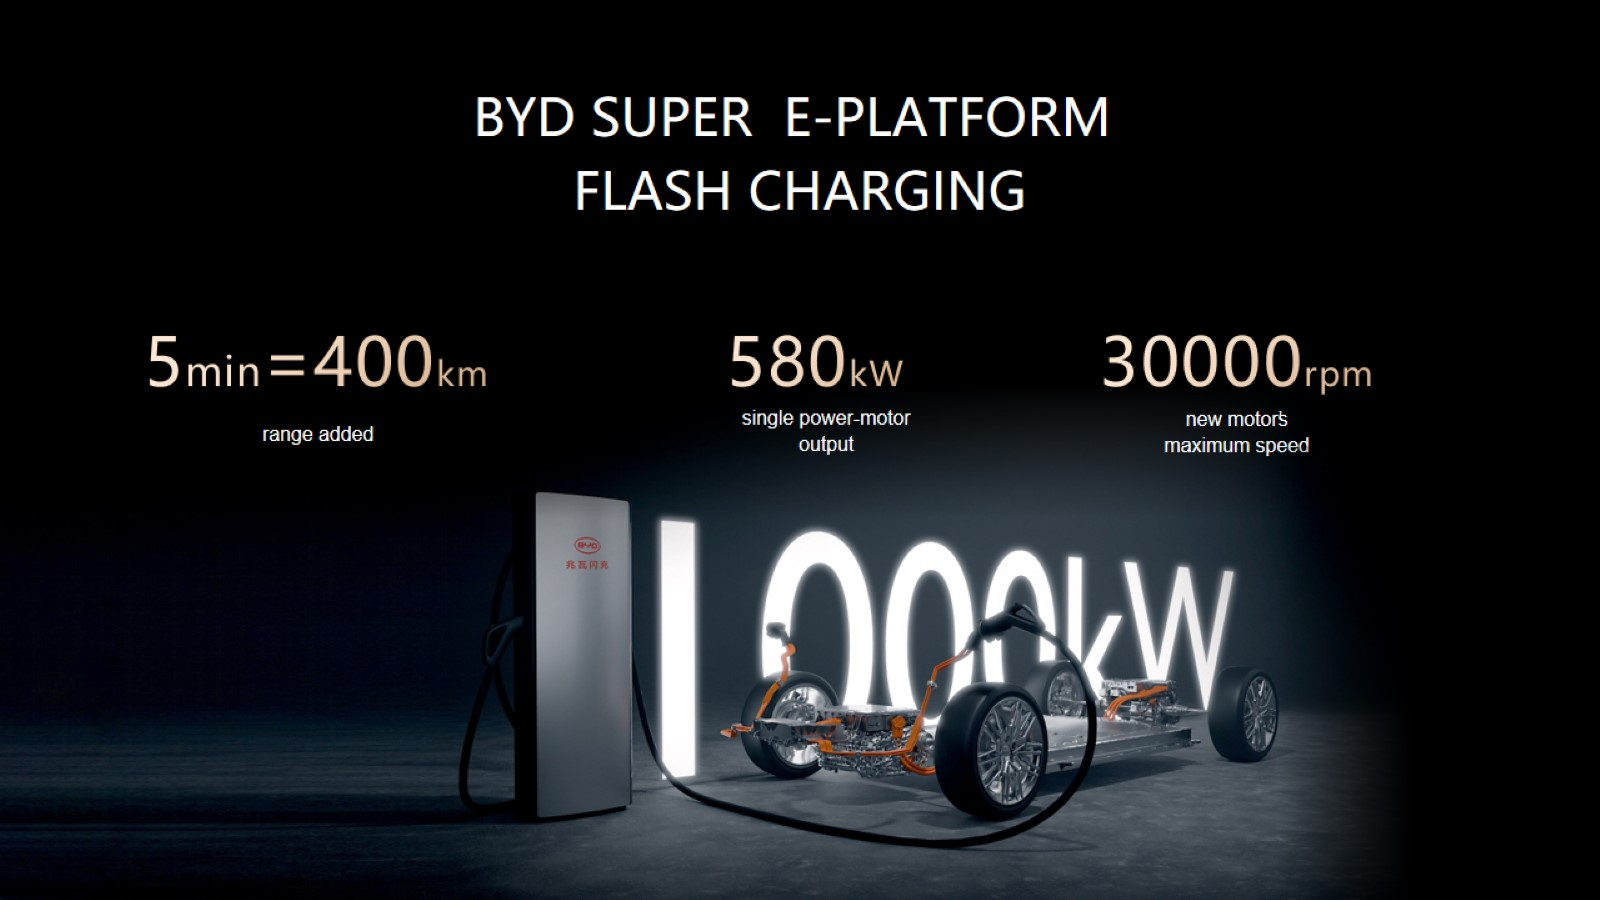 BYD SUPER E-PLATFORM
FLASH CHARGING
5min=400km
range added
580kW
single power-motor
output
30000rpm
new motor's
maximum speed
BYD
兆瓦闪充
1000kW